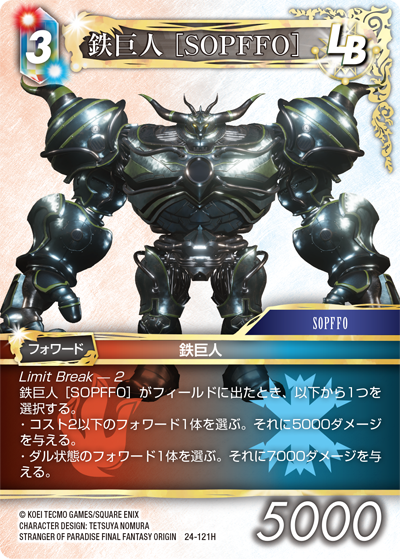 3
鉄巨人 [SOPFFO]
LB
SOPFFO
フォワード
鉄巨人
Limit Break — 2
鉄巨人［SOPFFO］がフィールドに出たとき、以下から1つを
選択する。
・コスト2以下のフォワード1体を選ぶ。それに5000ダメージ
を与える。
・ダル状態のフォワード1体を選ぶ。それに7000ダメージを与
える。
© KOEI TECMO GAMES/SQUARE ENIX
CHARACTER DESIGN: TETSUYA NOMURA
STRANGER OF PARADISE FINAL FANTASY ORIGIN 24-121H
5000